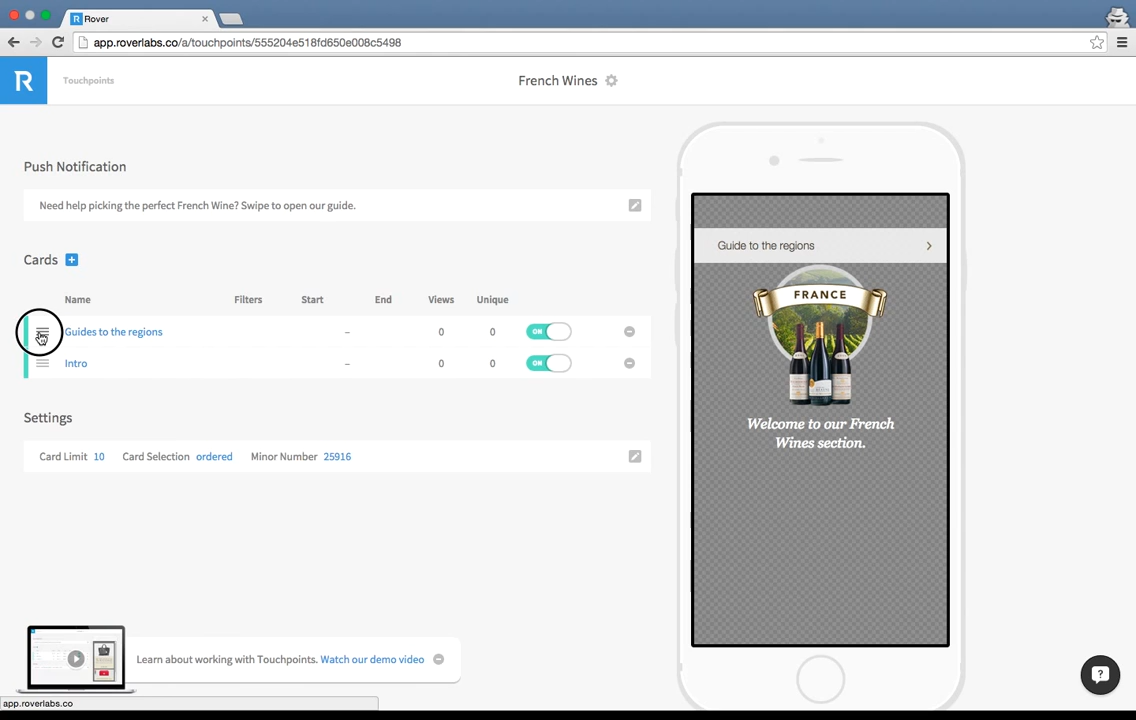 Rover
app.roverlabs.co/a/touchpoints/555204e518fd650e008c5498
R
Touchpoints
French Wines
Push Notification
Need help picking the perfect French Wine? Swipe to open our guide.
Cards
Name Filters Start End Views Unique
Guides to the regions – 0 0 ON
Intro – 0 0 ON
Settings
Card Limit 10 Card Selection ordered Minor Number 25916
Learn about working with Touchpoints. Watch our demo video
app.roverlabs.co
Guide to the regions
FRANCE
Welcome to our French
Wines section.